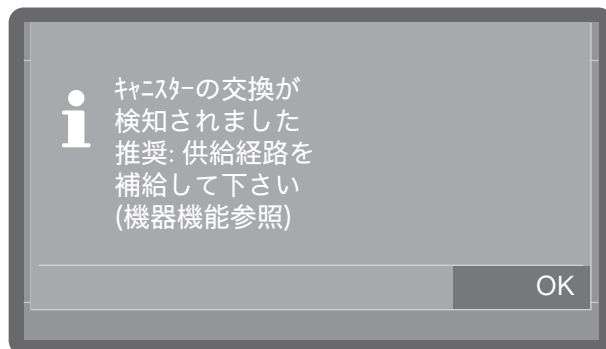 ｷｬﾆｽﾀｰの交換が
検知されました
推奨: 供給経路を
補給して下さい
(機器機能参照)
OK